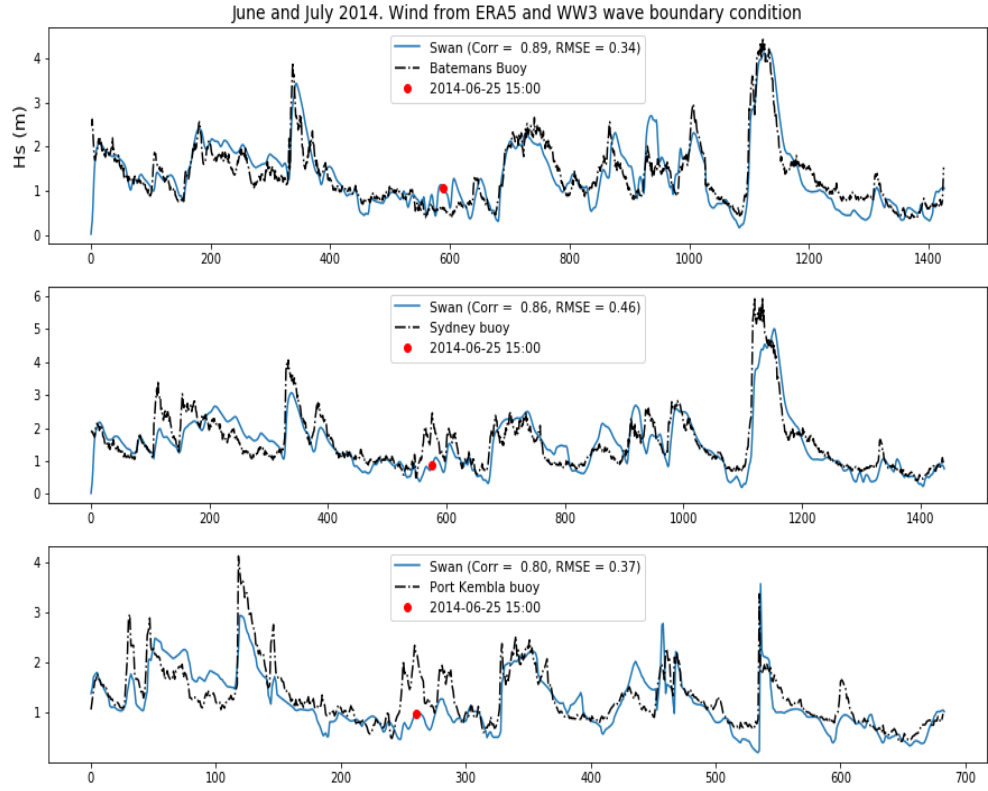 June and July 2014. Wind from ERA5 and WW3 wave boundary condition
Hs (m)
4
3
2
1
0
Swan (Corr =  0.89, RMSE = 0.34)
Batemans Buoy
2014-06-25 15:00
0 200 400 600 800 1000 1200 1400
6
5
4
3
2
1
0
Swan (Corr =  0.86, RMSE = 0.46)
Sydney buoy
2014-06-25 15:00
0 200 400 600 800 1000 1200 1400
4
3
2
1
Swan (Corr =  0.80, RMSE = 0.37)
Port Kembla buoy
2014-06-25 15:00
0 100 200 300 400 500 600 700